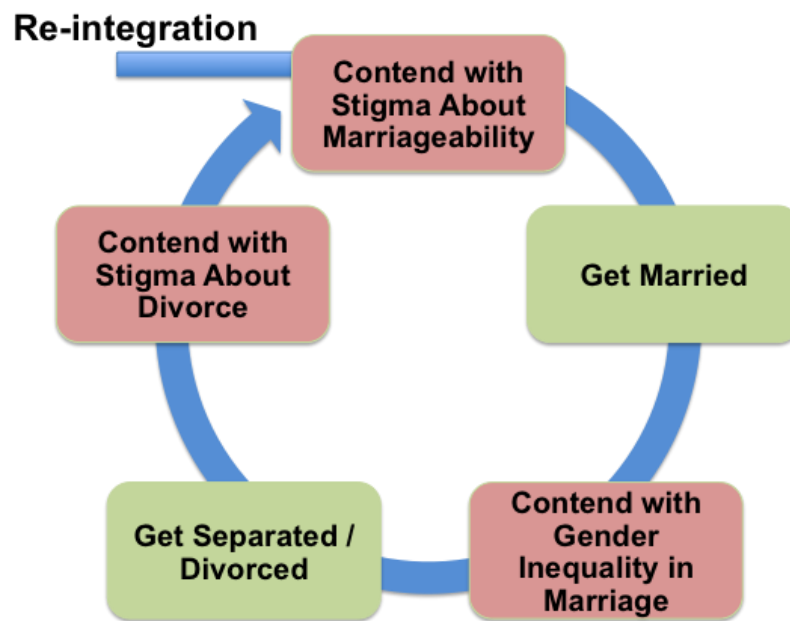 Re-integration
Contend with
Stigma About
Marriageability
Get Married
Contend with
Gender
Inequality in
Marriage
Get Separated /
Divorced
Contend with
Stigma About
Divorce